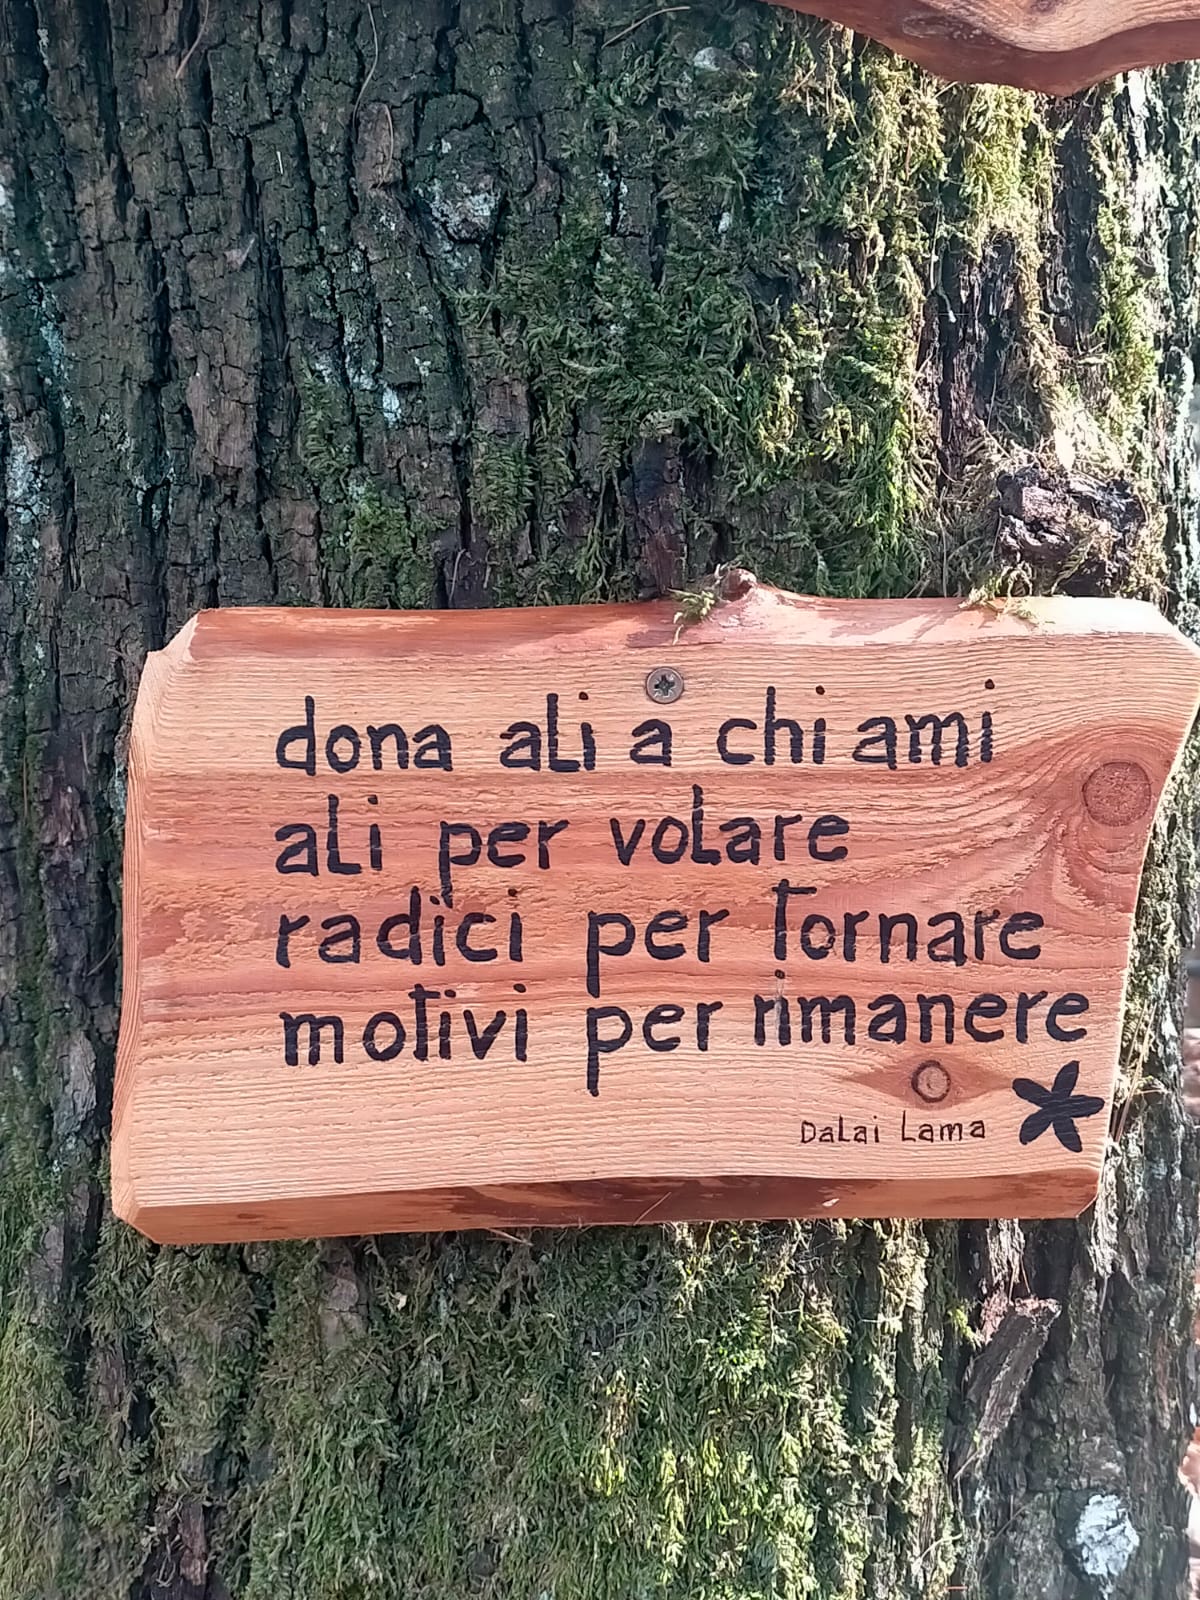 dona ali a chi ami
ali per volare
radici per tornare
motivi per rimanere
Dalai Lama